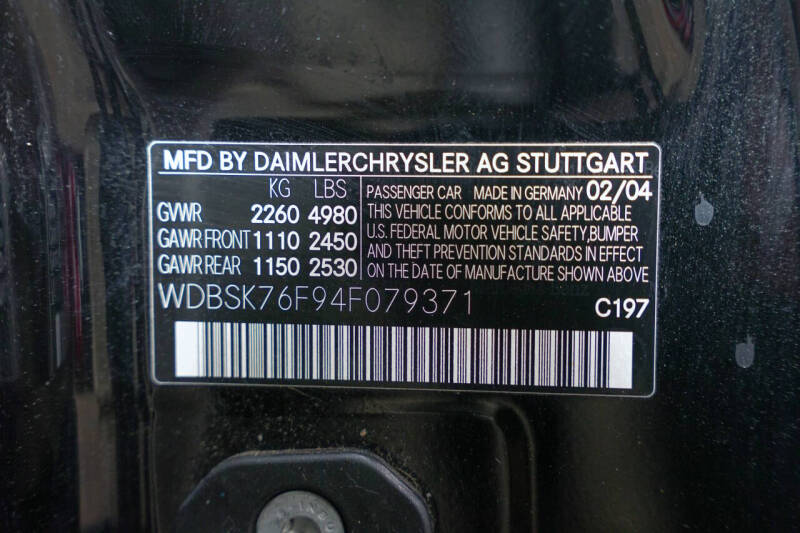 MFD BY DAIMLERCHRYSLER AG STUTTGART
KG LBS
GVWR 2260 4980
GAWR FRONT 1110 2450
GAWR REAR 1150 2530
PASSENGER CAR MADE IN GERMANY 02/04
THIS VEHICLE CONFORMS TO ALL APPLICABLE
U.S. FEDERAL MOTOR VEHICLE SAFETY,BUMPER
AND THEFT PREVENTION STANDARDS IN EFFECT
ON THE DATE OF MANUFACTURE SHOWN ABOVE
WDBSK76F94F079371 C197